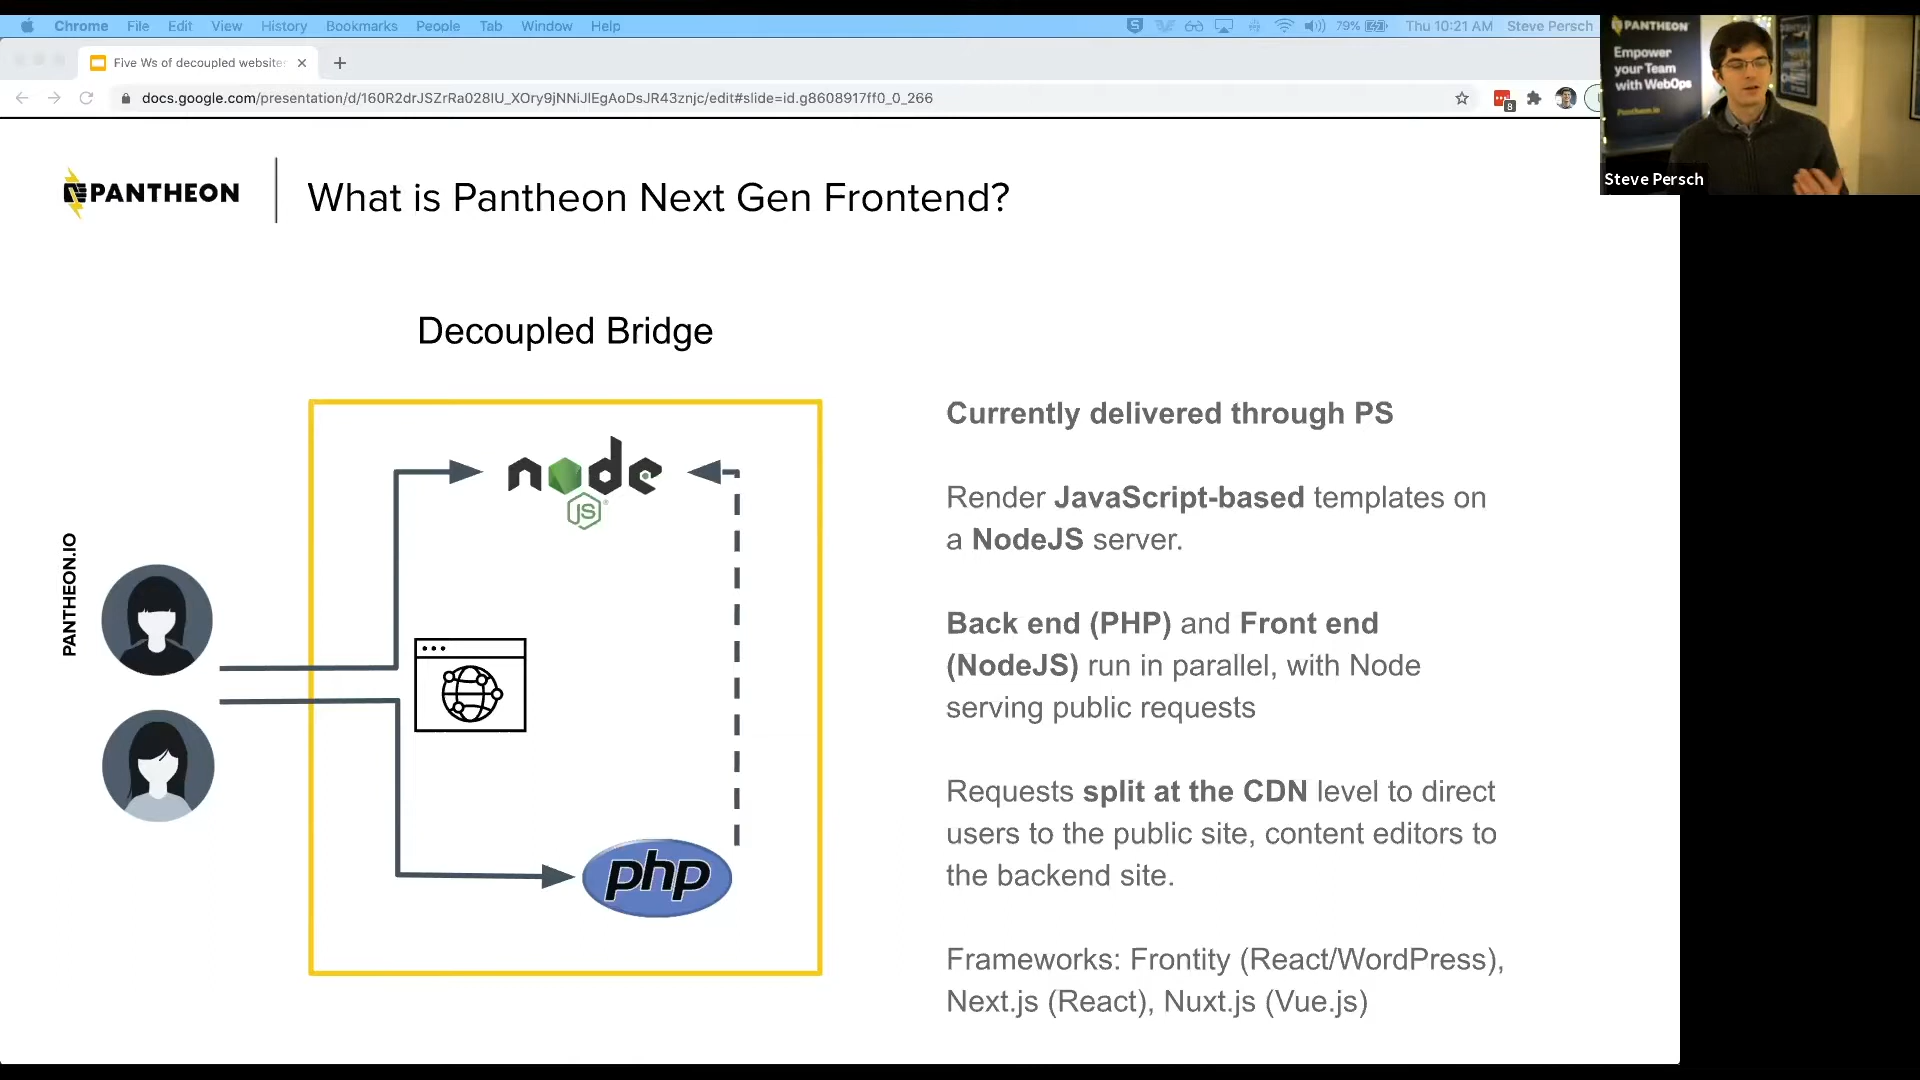 Chrome File Edit View History Bookmarks People Tab Window Help 79% Thu 10:21 AM Steve Persch
Five Ws of decoupled website
docs.google.com/presentation/d/160R2drJSZrRa028IU_XOry9jNNiJIEgAoDsJR43znjc/edit#slide=id.g8608917ff0_0_266
8
PANTHEON
Empower
your Team
with WebOps
Pantheon.io
Steve Persch
PANTHEON
What is Pantheon Next Gen Frontend?
Decoupled Bridge
node
JS
php
PANTHEON.IO
Currently delivered through PS
Render JavaScript-based templates on
a NodeJS server.
Back end (PHP) and Front end
(NodeJS) run in parallel, with Node
serving public requests
Requests split at the CDN level to direct
users to the public site, content editors to
the backend site.
Frameworks: Frontity (React/WordPress),
Next.js (React), Nuxt.js (Vue.js)